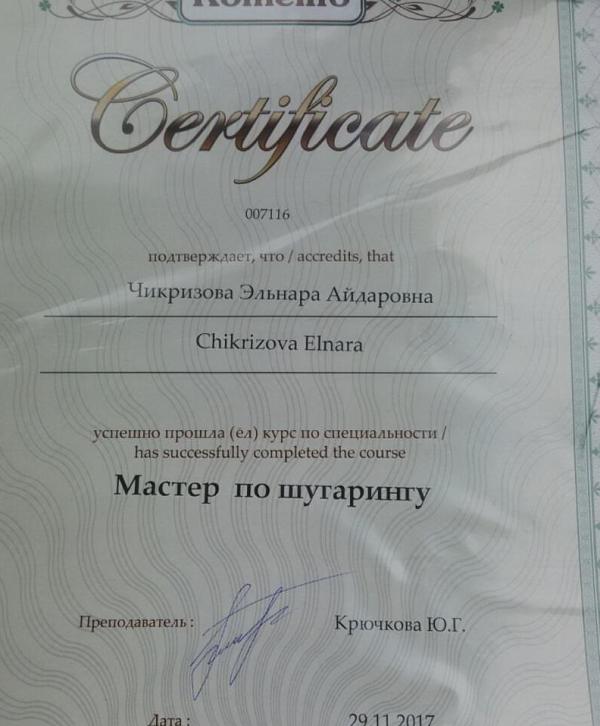 Certificate
007116
подтверждает, что / accredits, that
Чикризова Эльнара Айдаровна
Chikrizova Elnara
успешно прошла (ёл) курс по специальности /
has successfully completed the course
Мастер по шугарингу
Преподаватель : Крючкова Ю.Г.
Дата : 29.11.2017